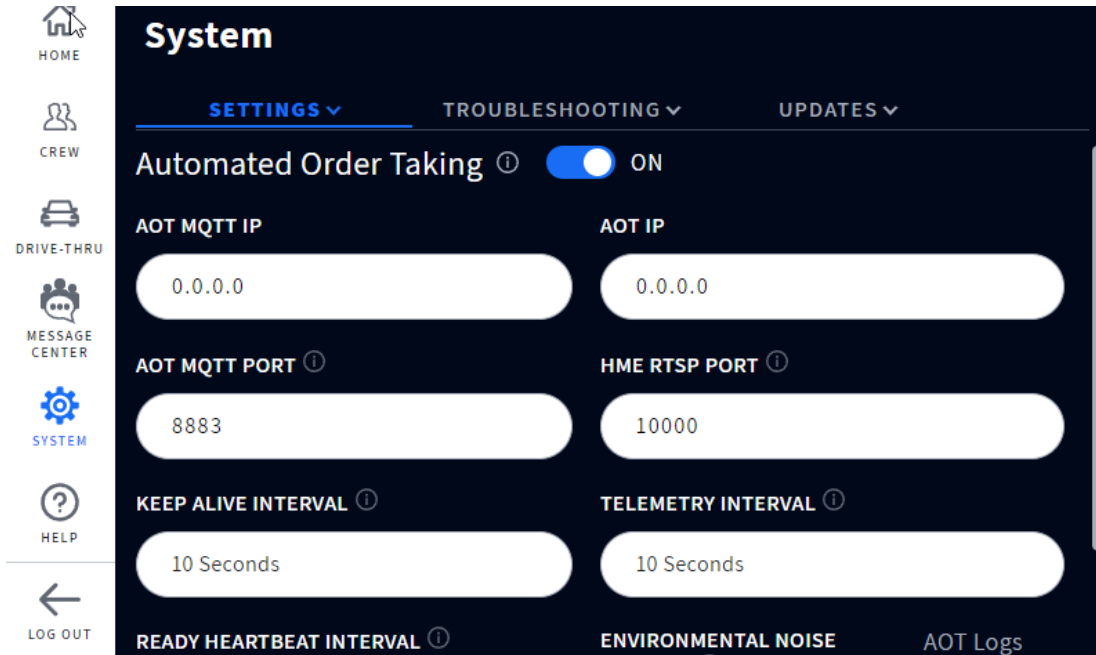 HOME
CREW
DRIVE-THRU
MESSAGE
CENTER
SYSTEM
HELP
LOG OUT
System
SETTINGS TROUBLESHOOTING UPDATES
Automated Order Taking ON
AOT MQTT IP AOT IP
0.0.0.0 0.0.0.0
AOT MQTT PORT HME RTSP PORT
8883 10000
KEEP ALIVE INTERVAL TELEMETRY INTERVAL
10 Seconds 10 Seconds
READY HEARTBEAT INTERVAL ENVIRONMENTAL NOISE AOT Logs